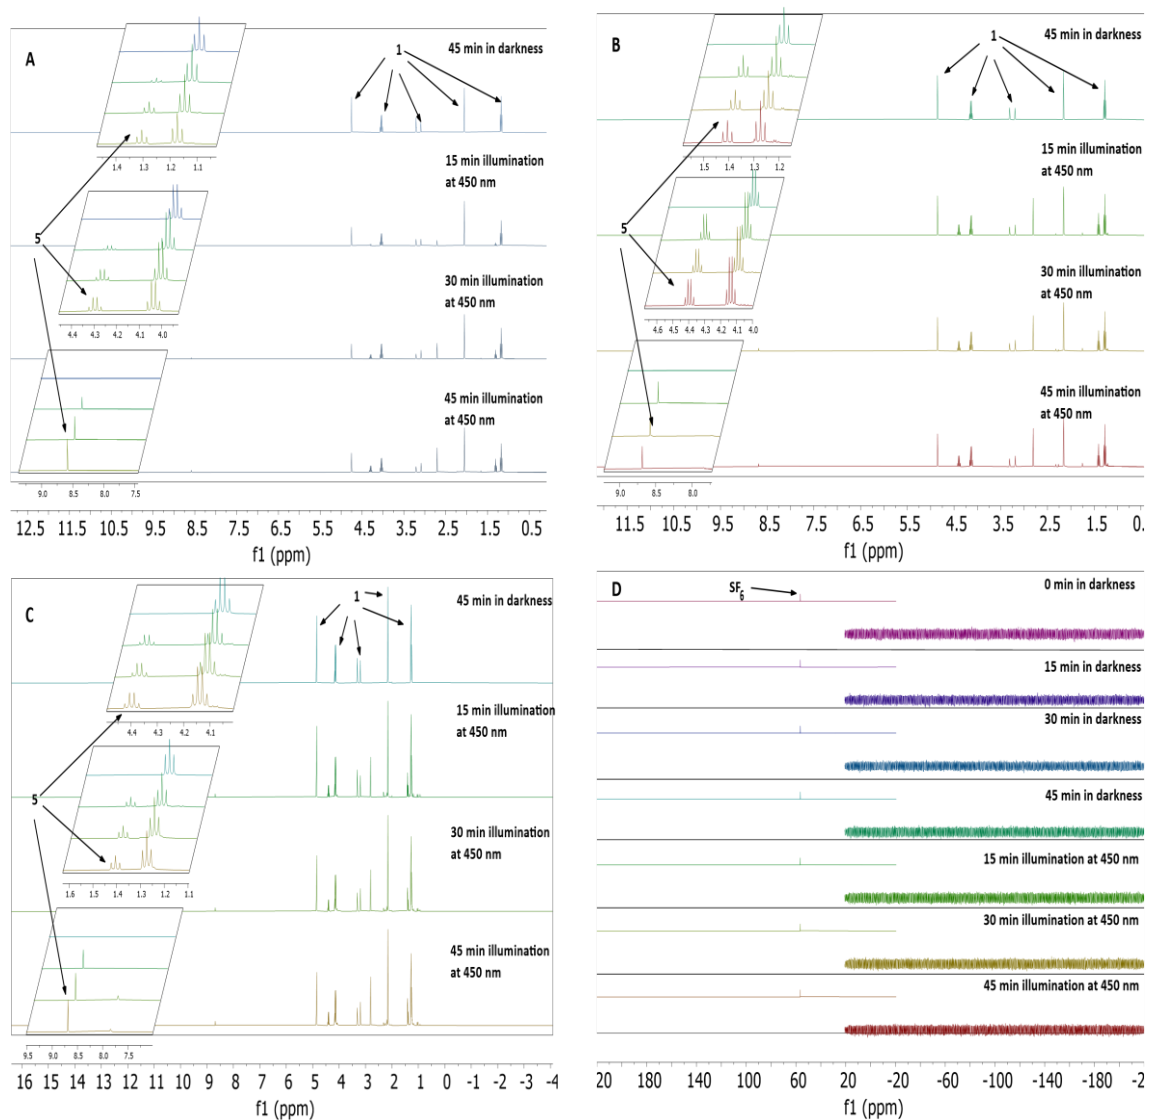 A
1
45 min in darkness
1.4 1.3 1.2 1.1
15 min illumination
at 450 nm
5
4.4 4.3 4.2 4.1 4.0
30 min illumination
at 450 nm
45 min illumination
at 450 nm
9.0 8.5 8.0 7.5
12.5 11.5 10.5 9.5 8.5 7.5 6.5 5.5 4.5 3.5 2.5 1.5 0.5
f1 (ppm)
B
1
45 min in darkness
1.5 1.4 1.3 1.2
15 min illumination
at 450 nm
5
4.6 4.5 4.4 4.3 4.2 4.1 4.0
30 min illumination
at 450 nm
45 min illumination
at 450 nm
9.0 8.5 8.0
11.5 10.5 9.5 8.5 7.5 6.5 5.5 4.5 3.5 2.5 1.5 0.
f1 (ppm)
C
1
45 min in darkness
4.4 4.3 4.2 4.1
15 min illumination
at 450 nm
5
1.6 1.5 1.4 1.3 1.2 1.1
30 min illumination
at 450 nm
45 min illumination
at 450 nm
9.5 9.0 8.5 8.0 7.5
16 15 14 13 12 11 10 9 8 7 6 5 4 3 2 1 0 -1 -2 -3 -4
f1 (ppm)
D
SF6
0 min in darkness
15 min in darkness
30 min in darkness
45 min in darkness
15 min illumination at 450 nm
30 min illumination at 450 nm
45 min illumination at 450 nm
220 180 140 100 60 20 -20 -60 -100 -140 -180 -2
f1 (ppm)